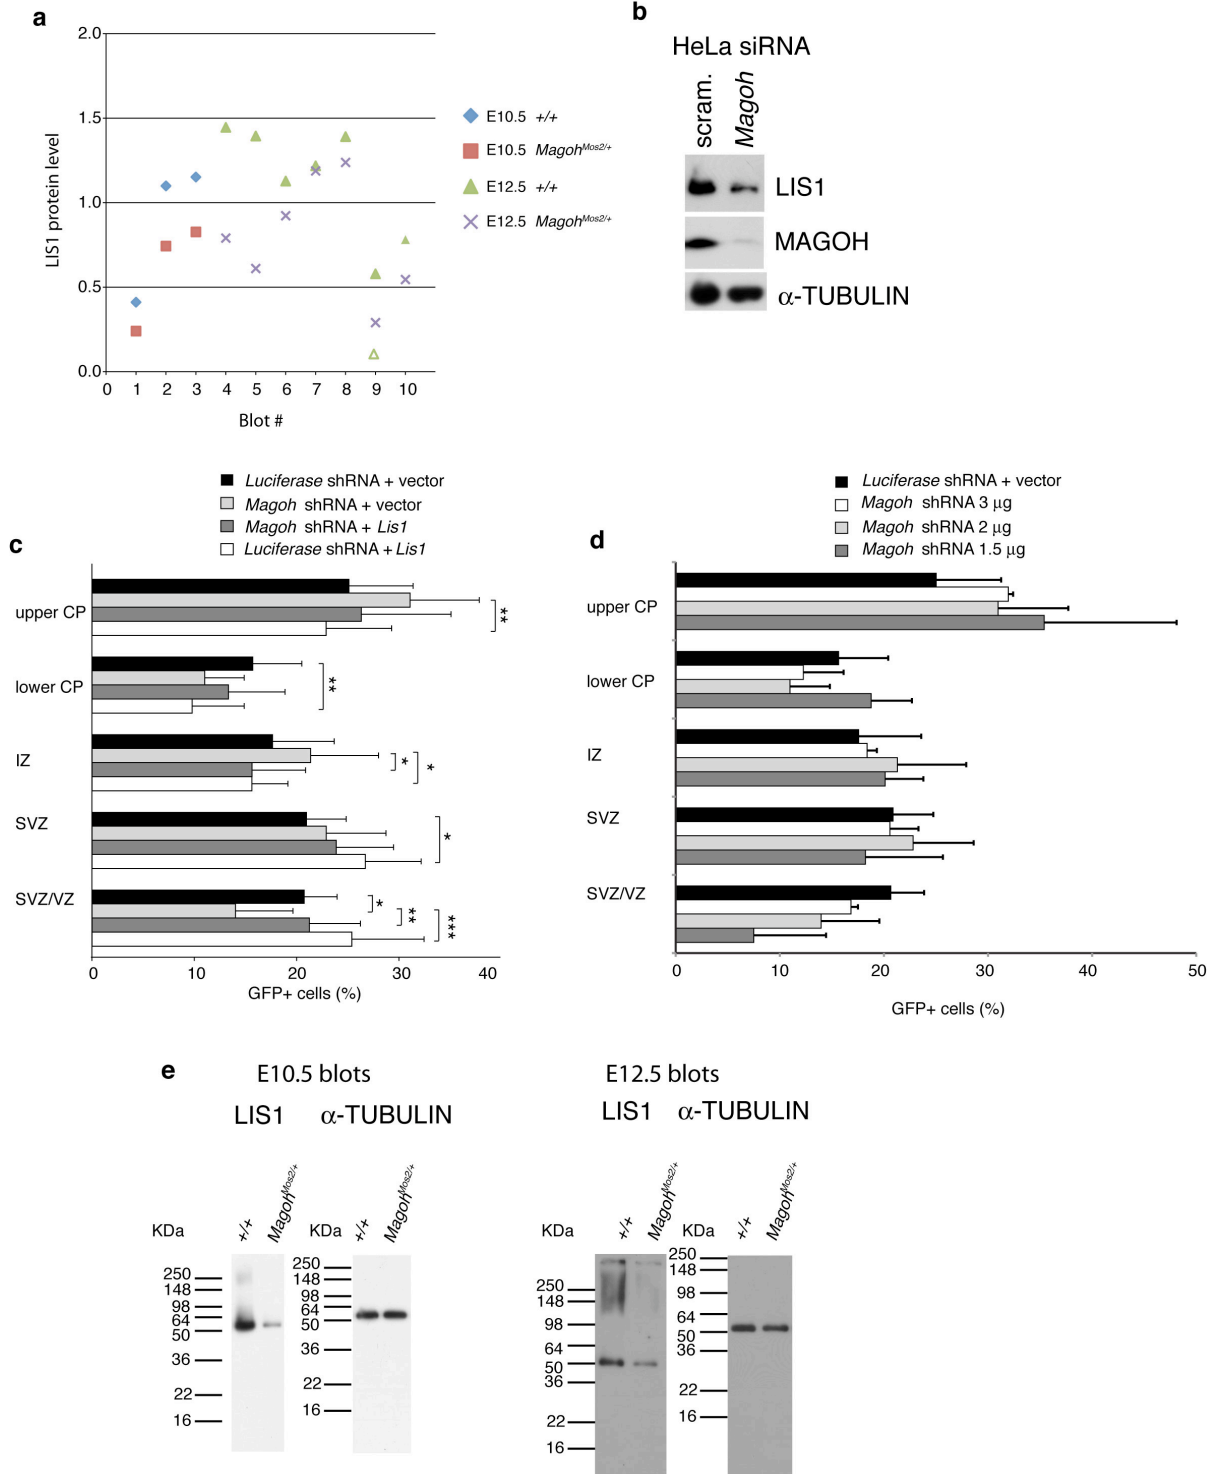 a
2.0
1.5
1.0
0.5
0.0
LIS1 protein level
0 1 2 3 4 5 6 7 8 9 10
Blot #
E10.5 +/+
E10.5 Magoh^Mos2/+
E12.5 +/+
E12.5 Magoh^Mos2/+
b
HeLa siRNA
scram.
Magoh
LIS1
MAGOH
α-TUBULIN
c
Luciferase shRNA + vector
Magoh shRNA + vector
Magoh shRNA + Lis1
Luciferase shRNA + Lis1
upper CP
**
lower CP
**
IZ
*
*
SVZ
*
SVZ/VZ
*
**
***
0 10 20 30 40
GFP+ cells (%)
d
Luciferase shRNA + vector
Magoh shRNA 3 µg
Magoh shRNA 2 µg
Magoh shRNA 1.5 µg
upper CP
lower CP
IZ
SVZ
SVZ/VZ
0 10 20 30 40 50
GFP+ cells (%)
e
E10.5 blots
LIS1 α-TUBULIN
KDa
+/+
Magoh^Mos2/+
250
148
98
64
50
36
22
16
KDa
+/+
Magoh^Mos2/+
250
148
98
64
50
36
22
16
E12.5 blots
LIS1 α-TUBULIN
KDa
+/+
Magoh^Mos2/+
250
148
98
64
50
36
22
16
KDa
+/+
Magoh^Mos2/+
250
148
98
64
50
36
22
16